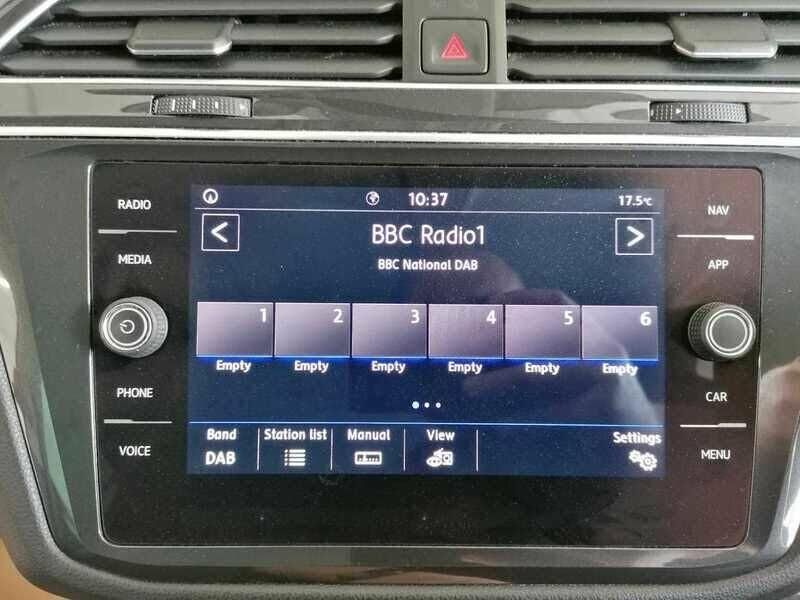 10:37
17.5°C
RADIO
MEDIA
PHONE
VOICE
<
BBC Radio1
>
BBC National DAB
1 2 3 4 5 6
Empty Empty Empty Empty Empty Empty
Band Station list Manual View Settings
DAB
NAV
APP
CAR
MENU